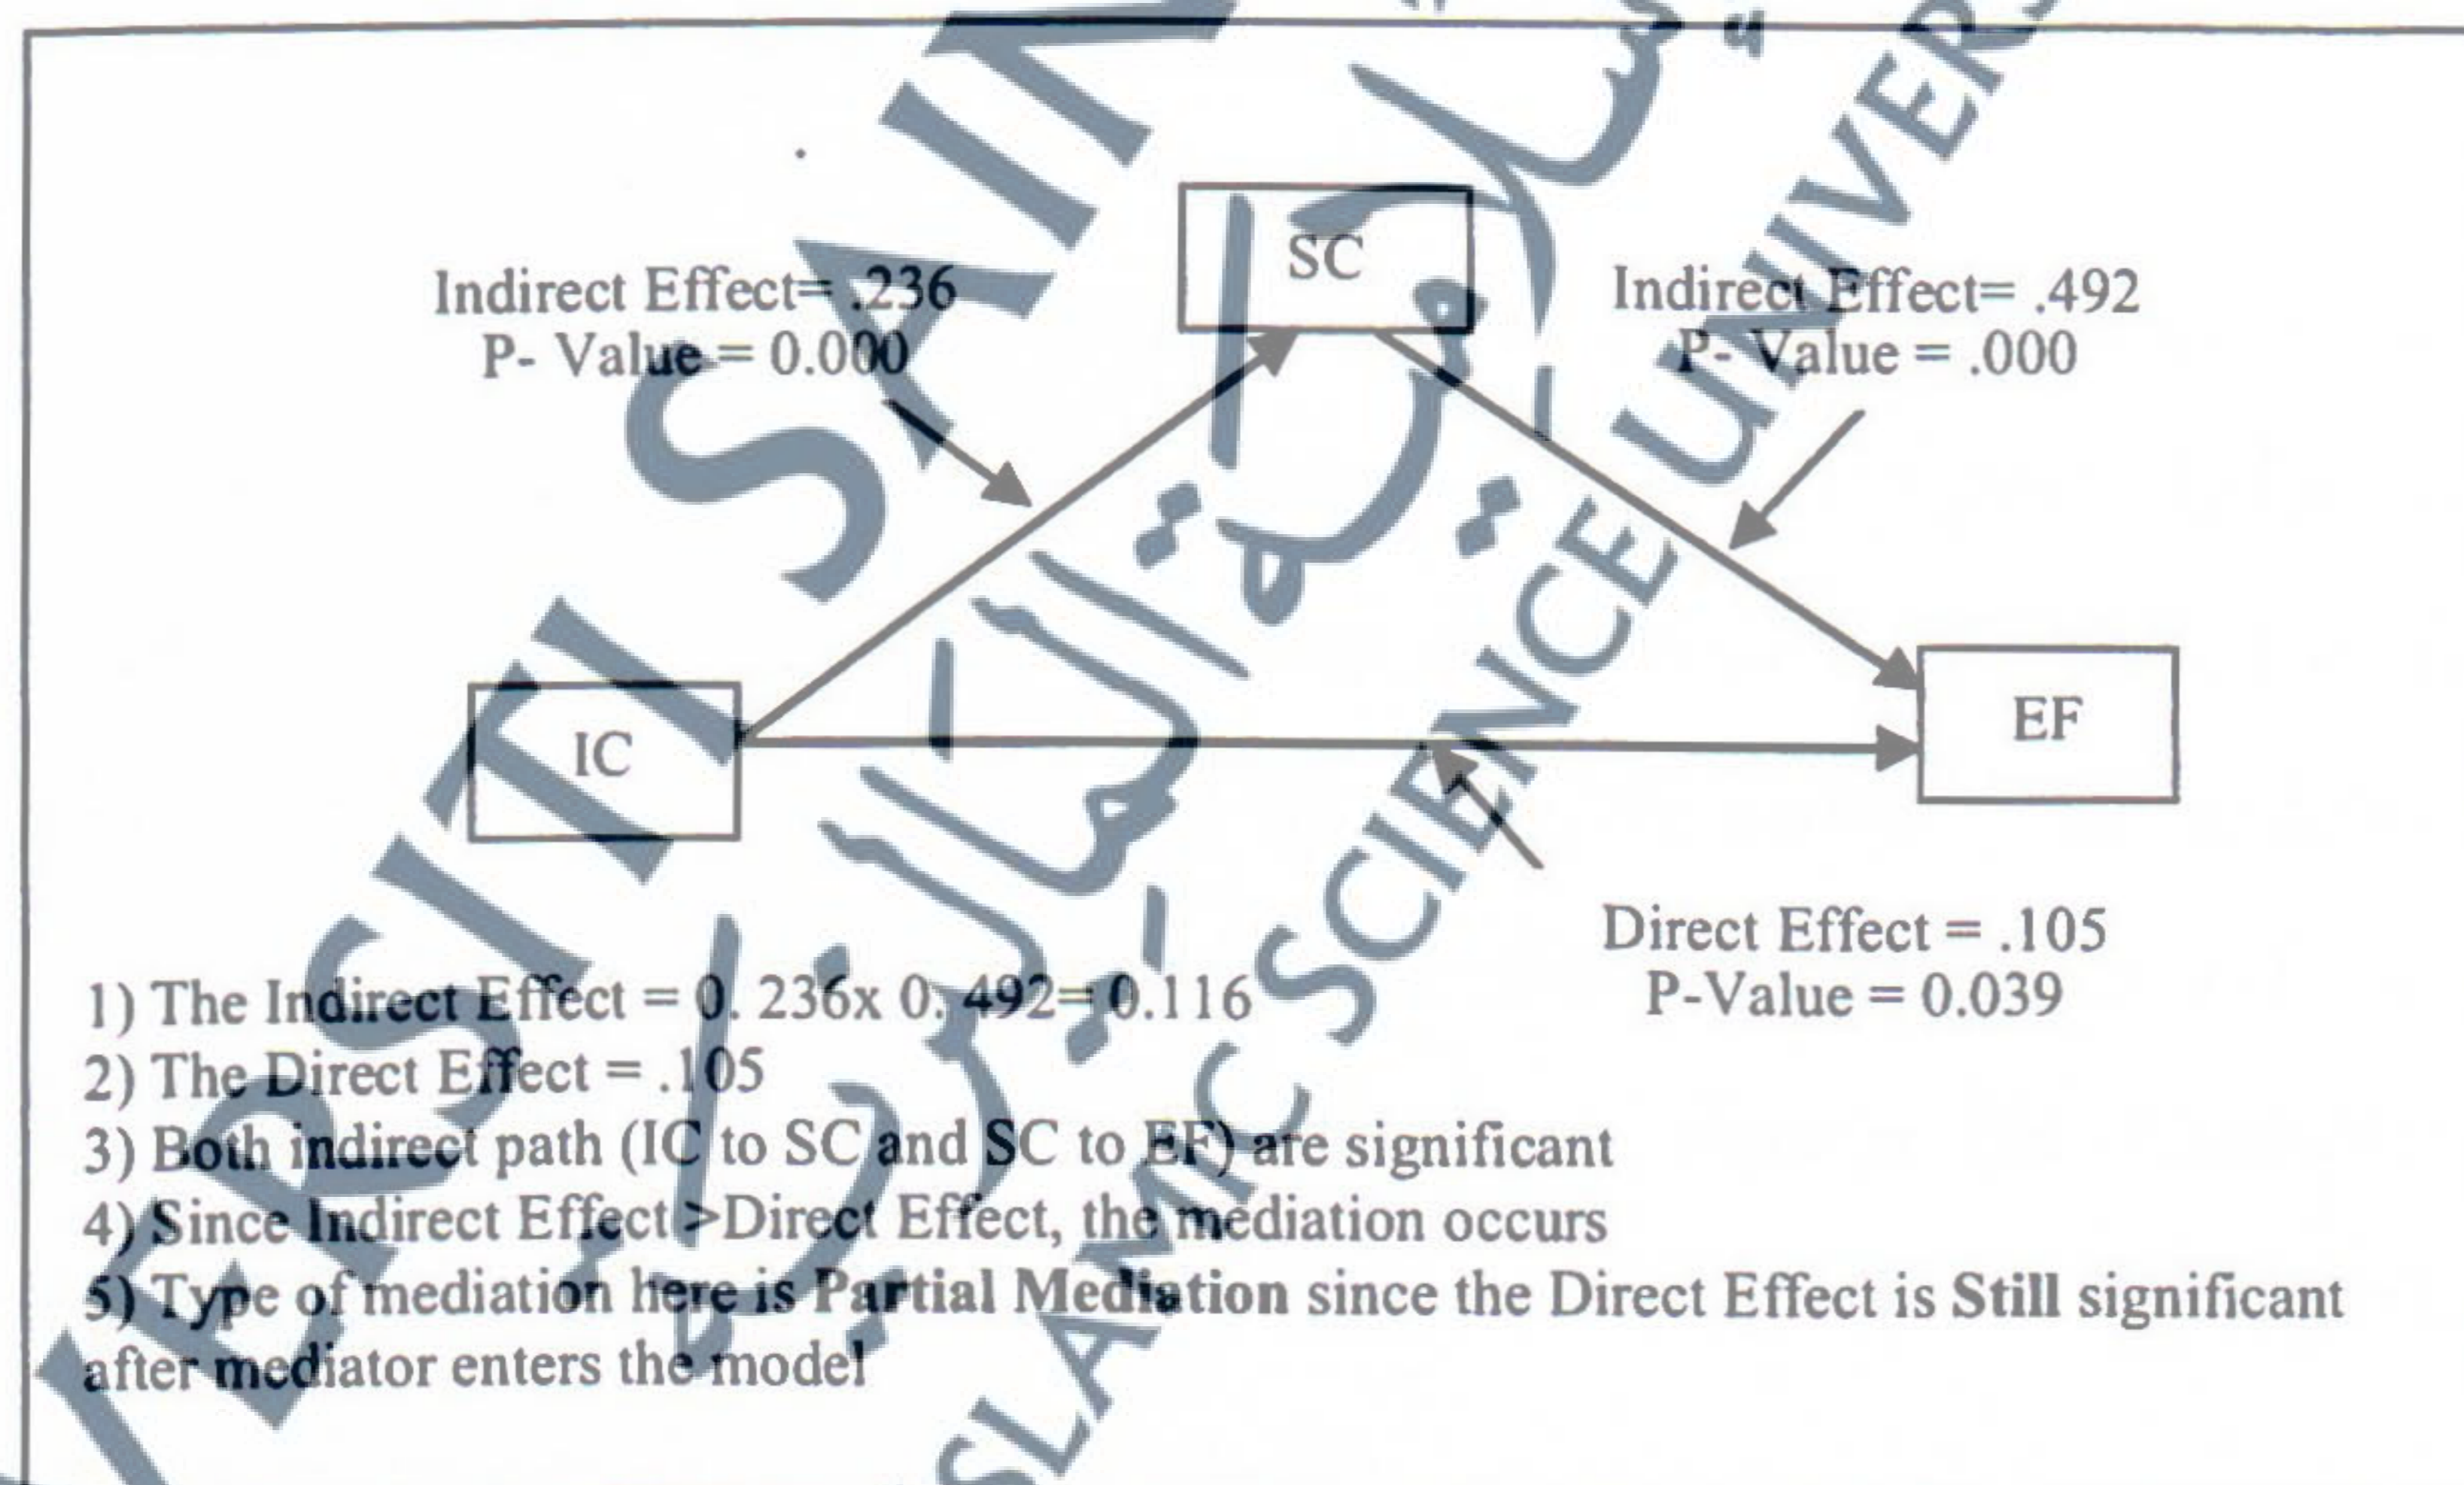 SC
Indirect Effect= .236
P- Value = 0.000
Indirect Effect= .492
P- Value = .000
IC
EF
Direct Effect = .105
P-Value = 0.039
1) The Indirect Effect = 0. 236x 0. 492= 0.116
2) The Direct Effect = .105
3) Both indirect path (IC to SC and SC to EF) are significant
4) Since Indirect Effect >Direct Effect, the mediation occurs
5) Type of mediation here is Partial Mediation since the Direct Effect is Still significant
after mediator enters the model
SCIENCE